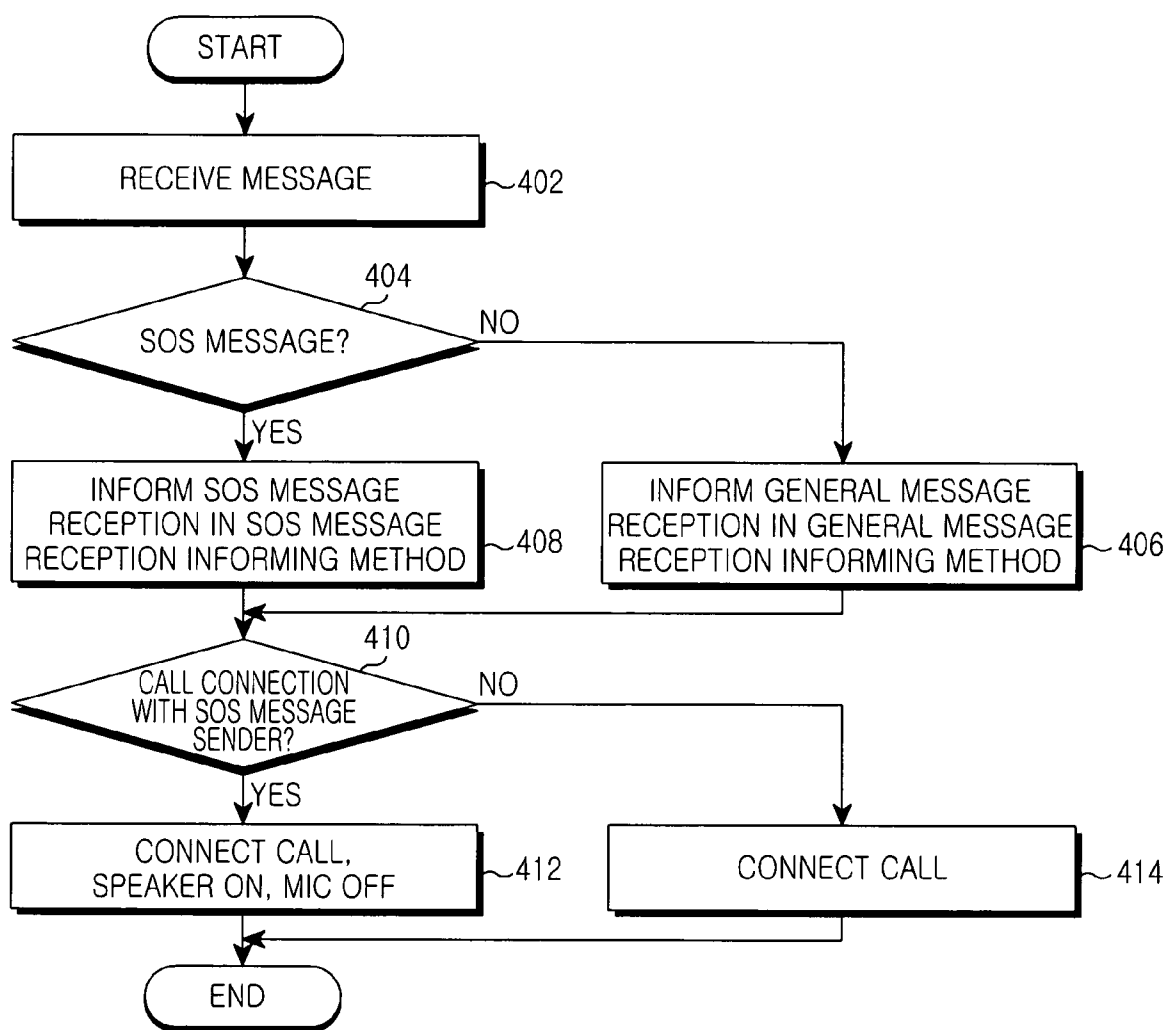 START
RECEIVE MESSAGE
402
404
SOS MESSAGE?
NO
YES
INFORM SOS MESSAGE
RECEPTION IN SOS MESSAGE
RECEPTION INFORMING METHOD
408
INFORM GENERAL MESSAGE
RECEPTION IN GENERAL MESSAGE
RECEPTION INFORMING METHOD
406
410
CALL CONNECTION
WITH SOS MESSAGE
SENDER?
NO
YES
CONNECT CALL,
SPEAKER ON, MIC OFF
412
CONNECT CALL
414
END